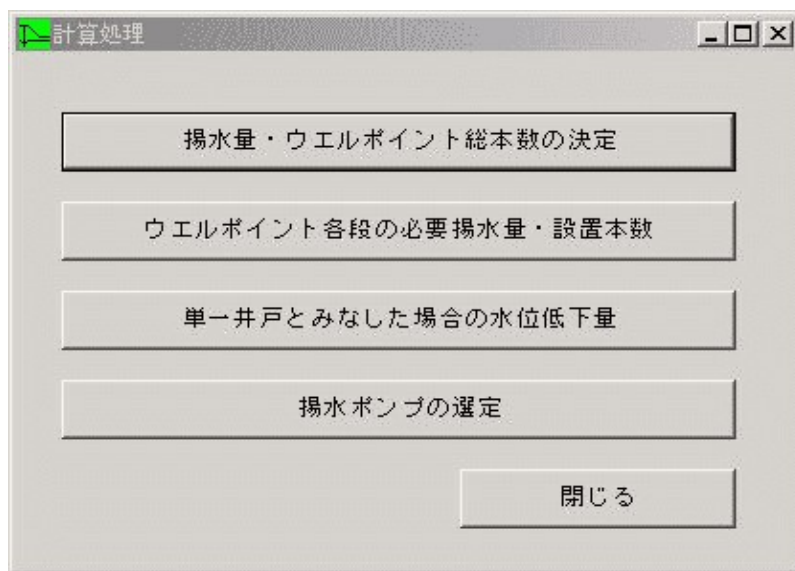 計算処理
揚水量・ウエルポイント総本数の決定
ウエルポイント各段の必要揚水量・設置本数
単一井戸とみなした場合の水位低下量
揚水ポンプの選定
閉じる